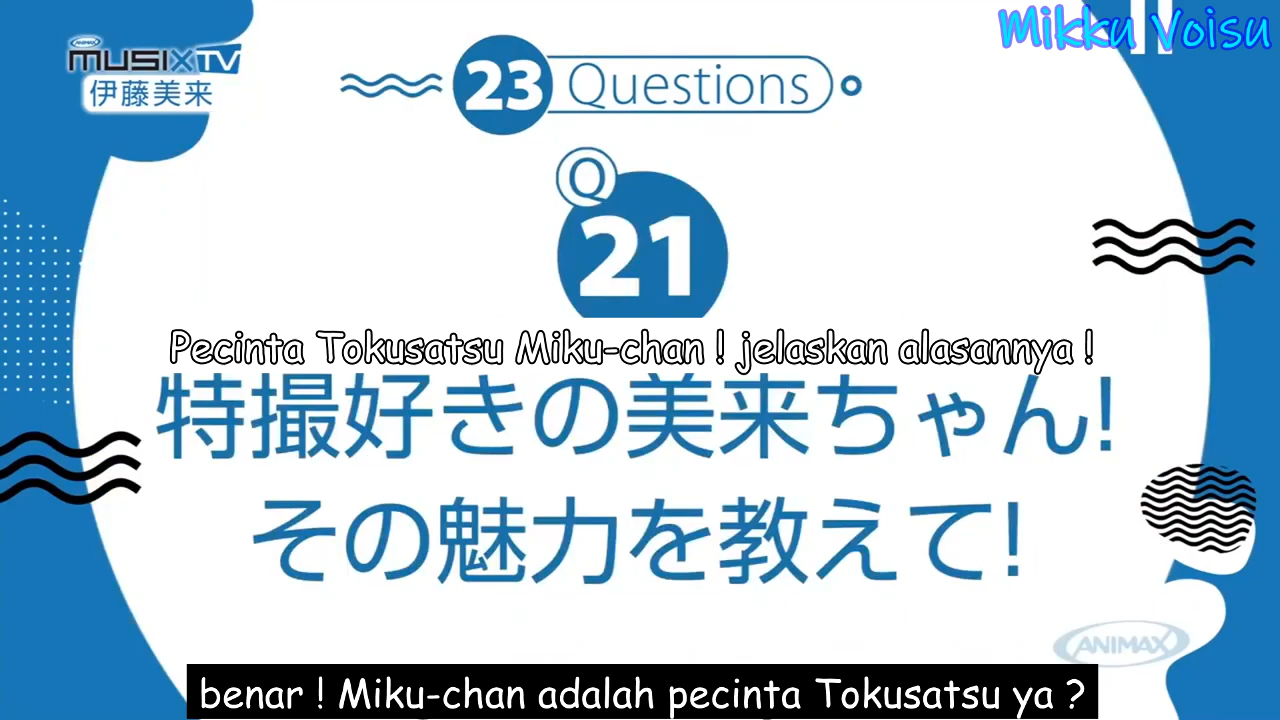 Mikku Voisu
ANIMAX
MUSIXTV
伊藤美来
23 Questions
Q
21
Pecinta Tokusatsu Miku-chan ! jelaskan alasannya !
特撮好きの美来ちゃん!
その魅力を教えて!
ANIMAX
benar ! Miku-chan adalah pecinta Tokusatsu ya ?